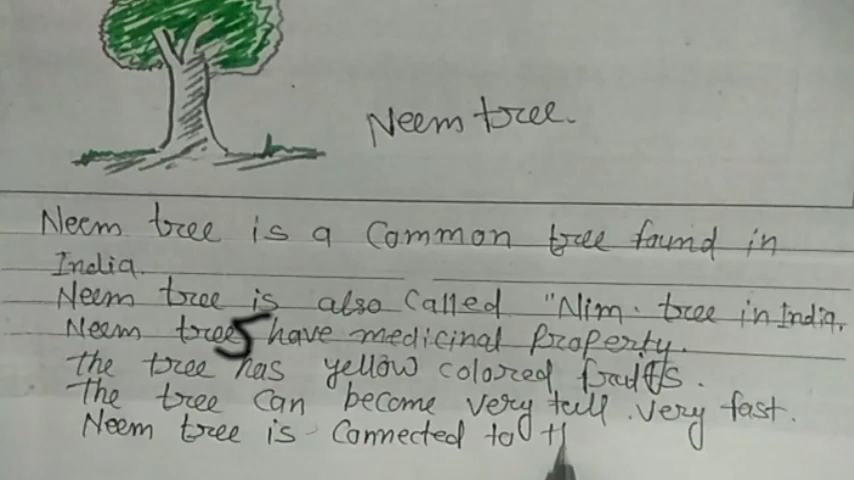 Neem tree.
Neem tree is a Common tree found in
India.
Neem tree is also Called "Nim. tree in India.
Neem trees have medicinal Property.
the tree has yellow colored fruits.
The tree Can become very tall. very fast.
Neem tree is Connected to